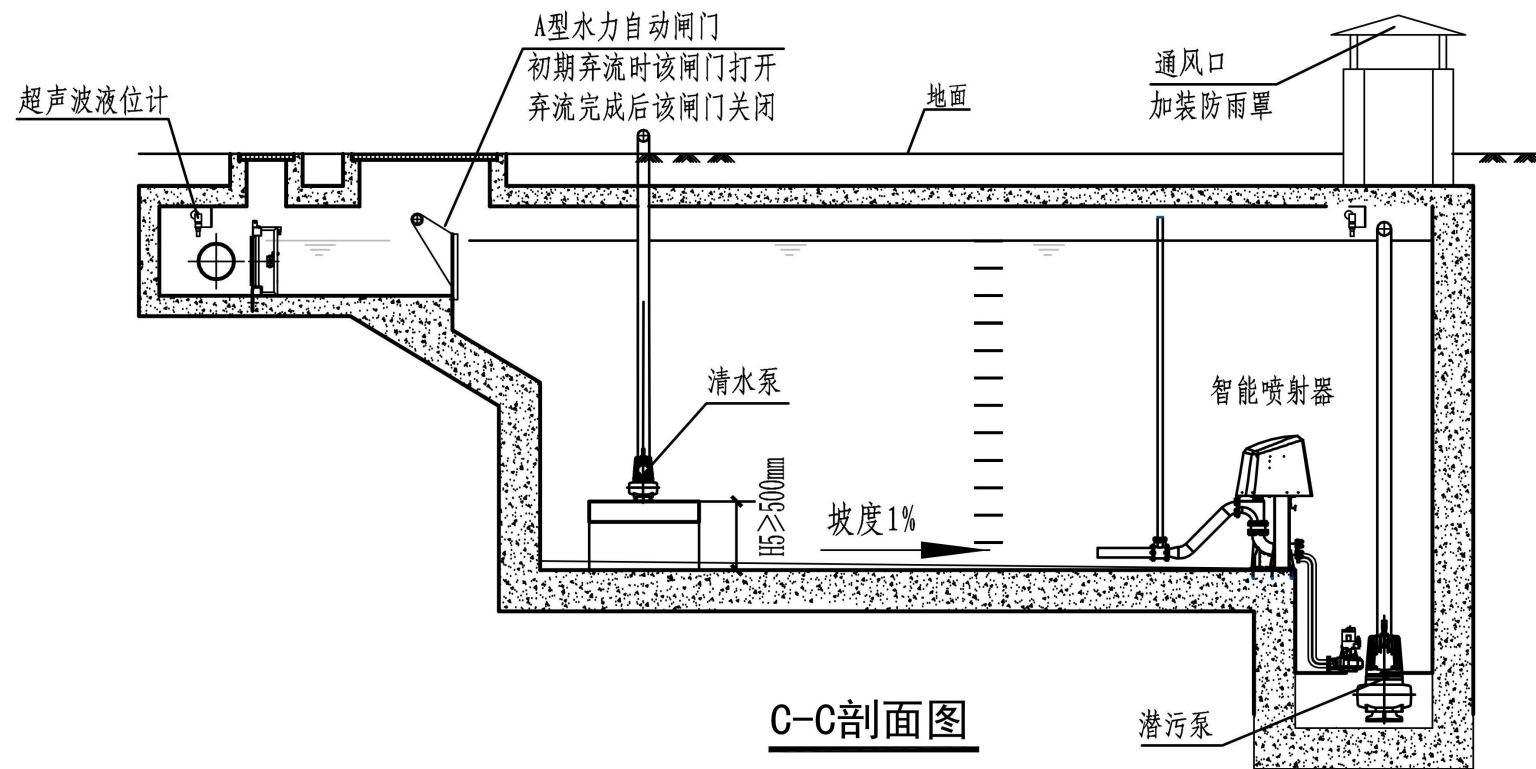 A型水力自动闸门
初期弃流时该闸门打开
弃流完成后该闸门关闭
超声波液位计
地面
通风口
加装防雨罩
清水泵
智能喷射器
H5≥500mm
坡度1%
潜污泵
C-C剖面图